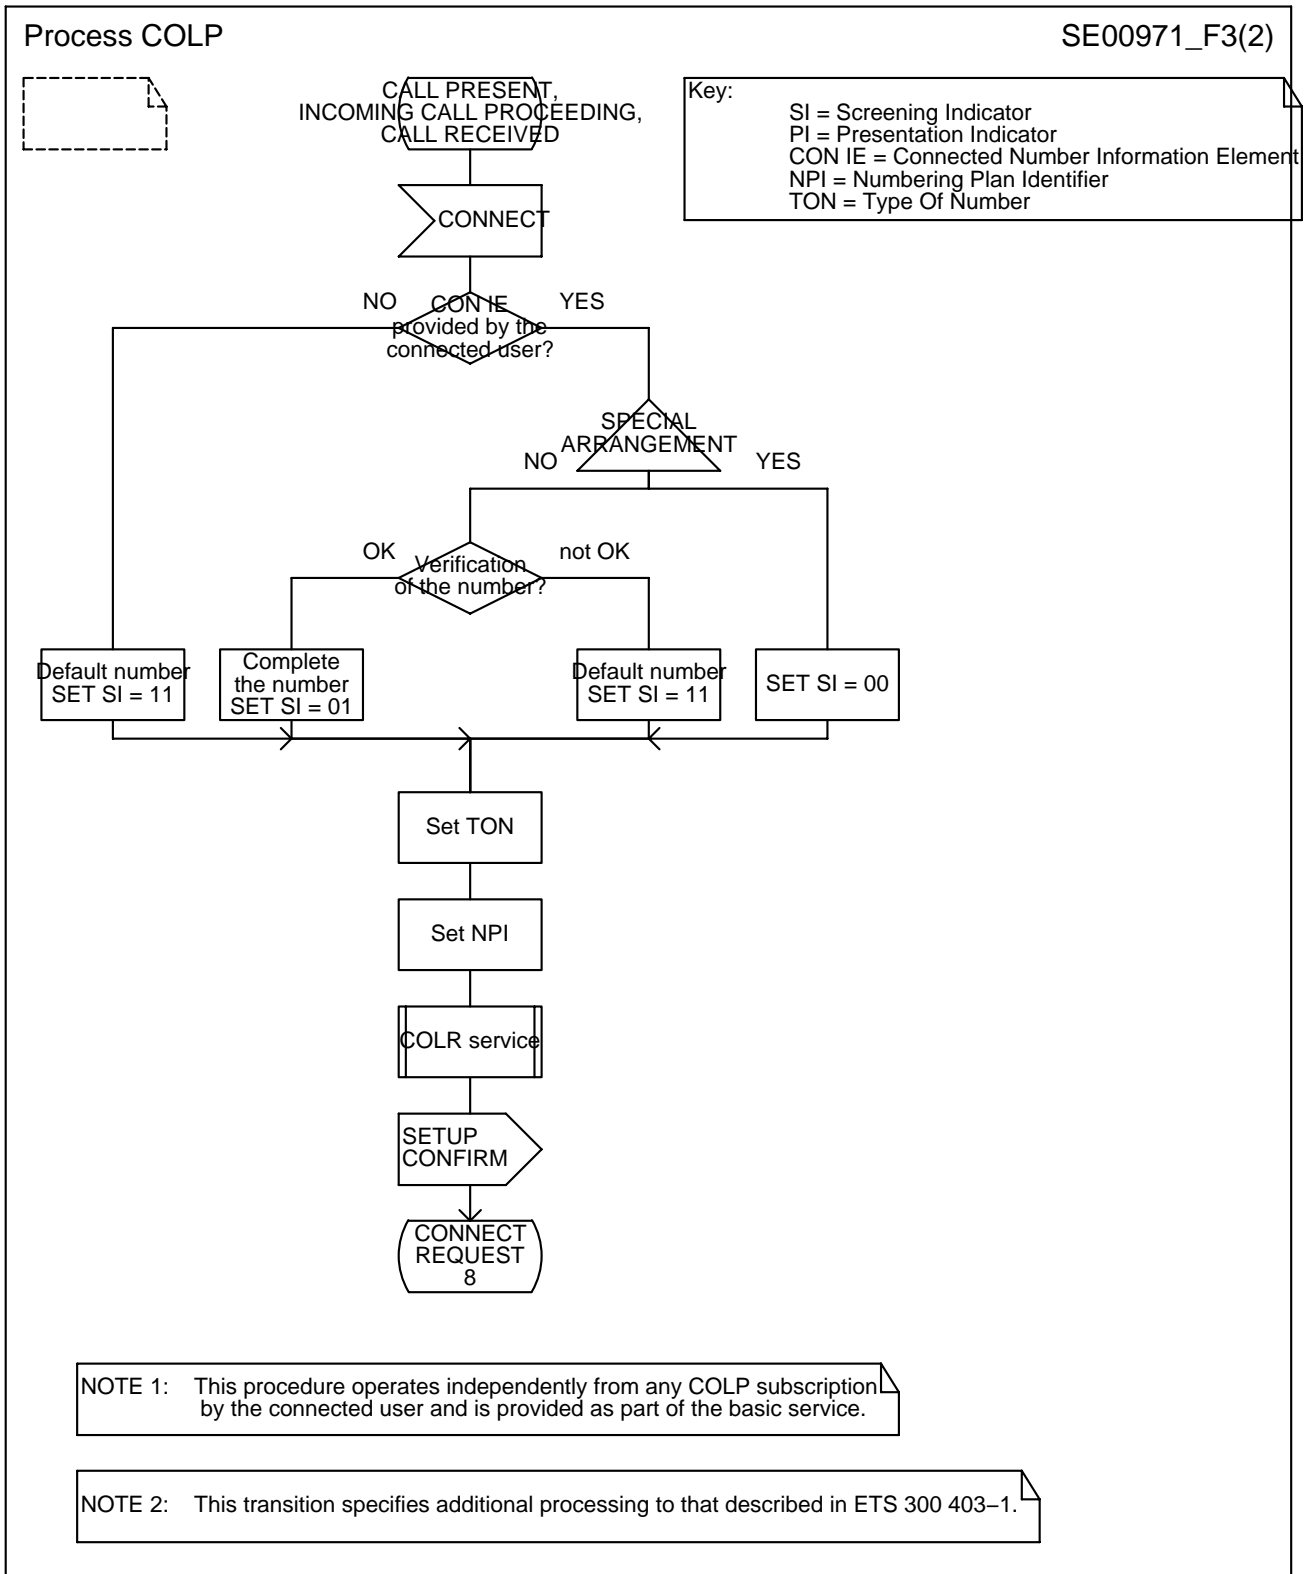 Process COLP
SE00971_F3(2)
CALL PRESENT,
INCOMING CALL PROCEEDING,
CALL RECEIVED
Key:
SI = Screening Indicator
PI = Presentation Indicator
CON IE = Connected Number Information Element
NPI = Numbering Plan Identifier
TON = Type Of Number
CONNECT
NO
CON IE
provided by the
connected user?
YES
SPECIAL
ARRANGEMENT
NO
YES
OK
Verification
of the number?
not OK
Default number
SET SI = 11
Complete
the number
SET SI = 01
Default number
SET SI = 11
SET SI = 00
Set TON
Set NPI
COLR service
SETUP
CONFIRM
CONNECT
REQUEST
8
NOTE 1: This procedure operates independently from any COLP subscription
by the connected user and is provided as part of the basic service.
NOTE 2: This transition specifies additional processing to that described in ETS 300 403–1.